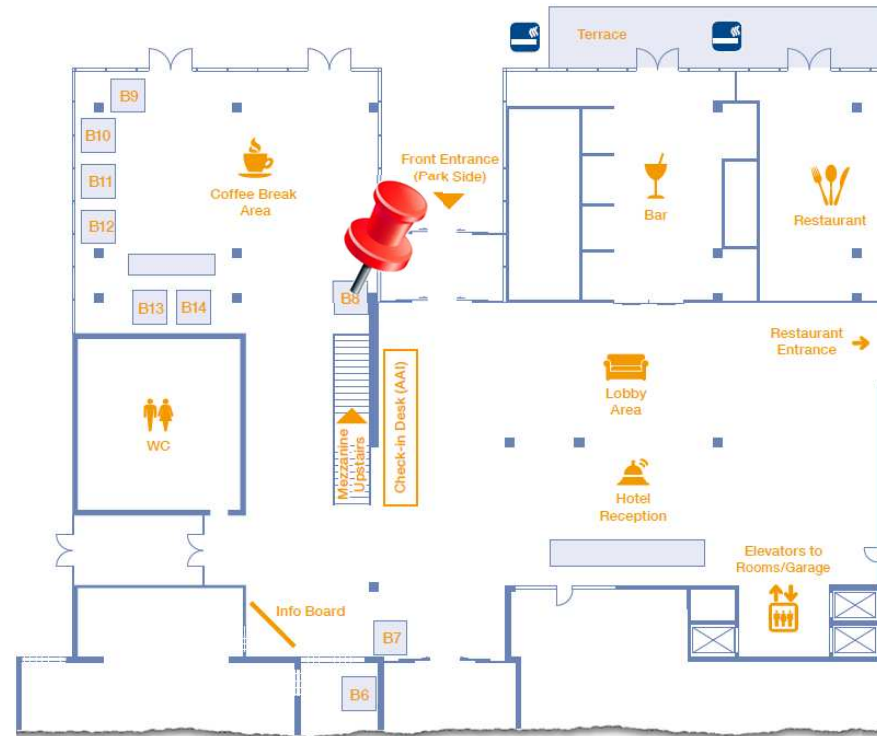 Terrace
B9
B10
B11
B12
Coffee Break
Area
Front Entrance
(Park Side)
Bar
Restaurant
B8
B13
B14
Restaurant
Entrance
Lobby
Area
WC
Mezzanine
Upstairs
Check-in Desk (AAI)
Hotel
Reception
Elevators to
Rooms/Garage
Info Board
B7
B6